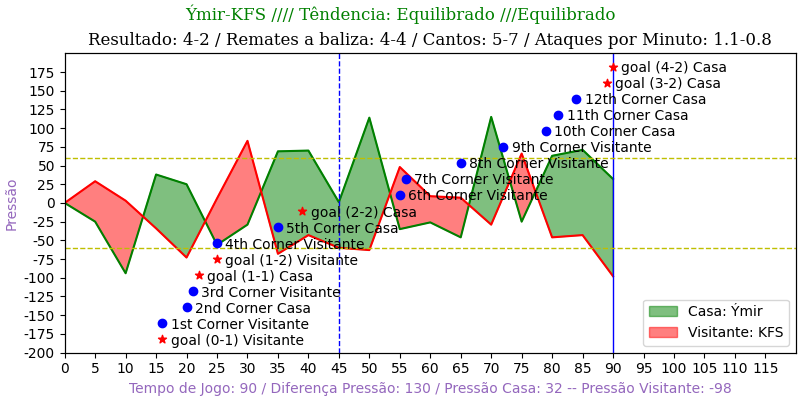 Ýmir-KFS //// Têndencia: Equilibrado ///Equilibrado
Resultado: 4-2 / Remates a baliza: 4-4 / Cantos: 5-7 / Ataques por Minuto: 1.1-0.8
Pressão
175
150
125
100
75
50
25
0
-25
-50
-75
-100
-125
-150
-175
-200
goal (4-2) Casa
goal (3-2) Casa
12th Corner Casa
11th Corner Casa
10th Corner Casa
9th Corner Visitante
8th Corner Visitante
7th Corner Visitante
6th Corner Visitante
goal (2-2) Casa
5th Corner Casa
4th Corner Visitante
goal (1-2) Visitante
goal (1-1) Casa
3rd Corner Visitante
2nd Corner Casa
1st Corner Visitante
goal (0-1) Visitante
Casa: Ýmir
Visitante: KFS
0 5 10 15 20 25 30 35 40 45 50 55 60 65 70 75 80 85 90 95 100 105 110 115
Tempo de Jogo: 90 / Diferença Pressão: 130 / Pressão Casa: 32 -- Pressão Visitante: -98